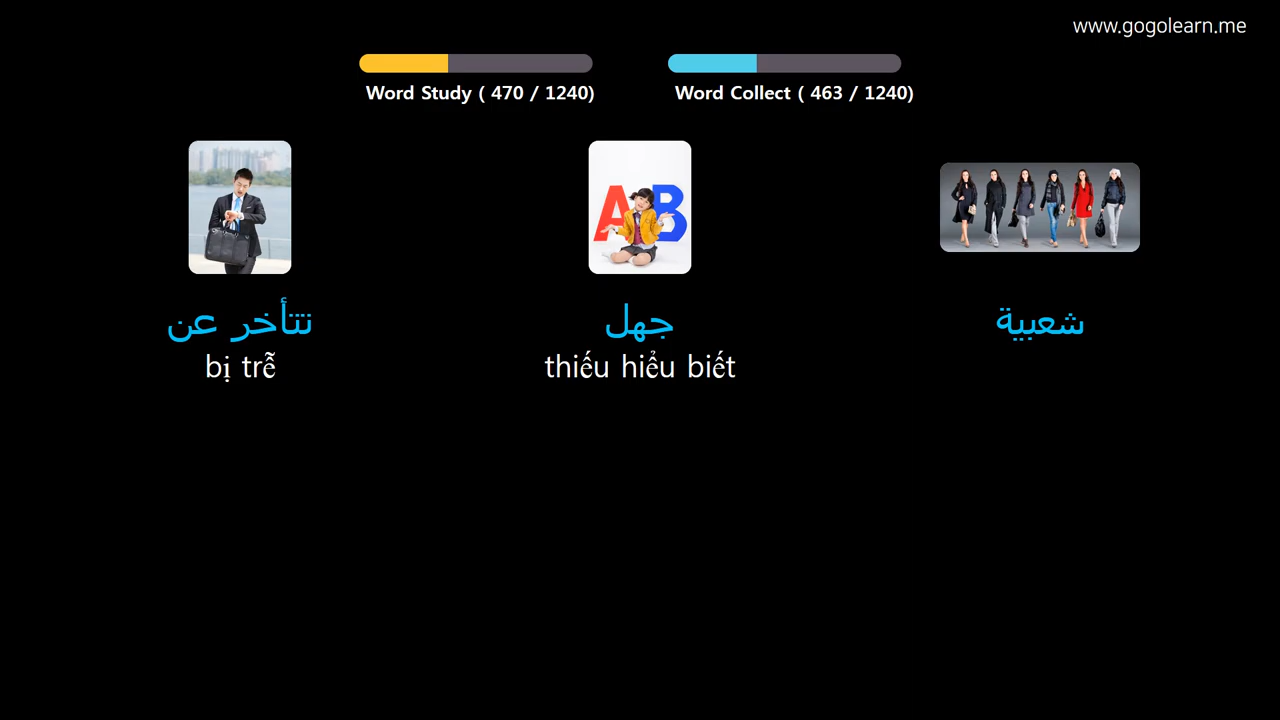 www.gogolearn.me
Word Study ( 470 / 1240)
Word Collect ( 463 / 1240)
نتتأخر عن
bị trễ
جهل
thiếu hiểu biết
شعبية